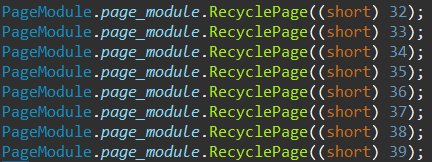 PageModule.page_module.RecyclePage((short) 32);
PageModule.page_module.RecyclePage((short) 33);
PageModule.page_module.RecyclePage((short) 34);
PageModule.page_module.RecyclePage((short) 35);
PageModule.page_module.RecyclePage((short) 36);
PageModule.page_module.RecyclePage((short) 37);
PageModule.page_module.RecyclePage((short) 38);
PageModule.page_module.RecyclePage((short) 39);